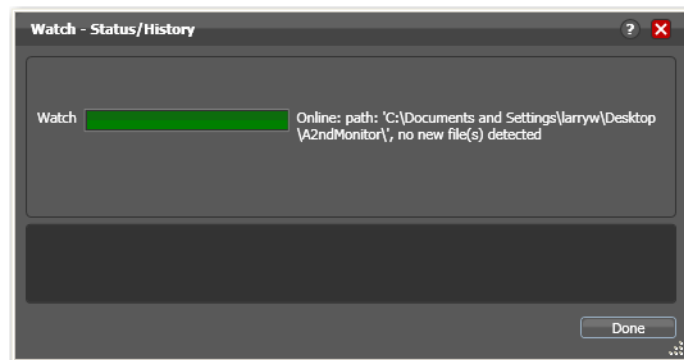 Watch - Status/History
?
Watch
Online: path: 'C:\Documents and Settings\larryw\Desktop
\A2ndMonitor\', no new file(s) detected
Done